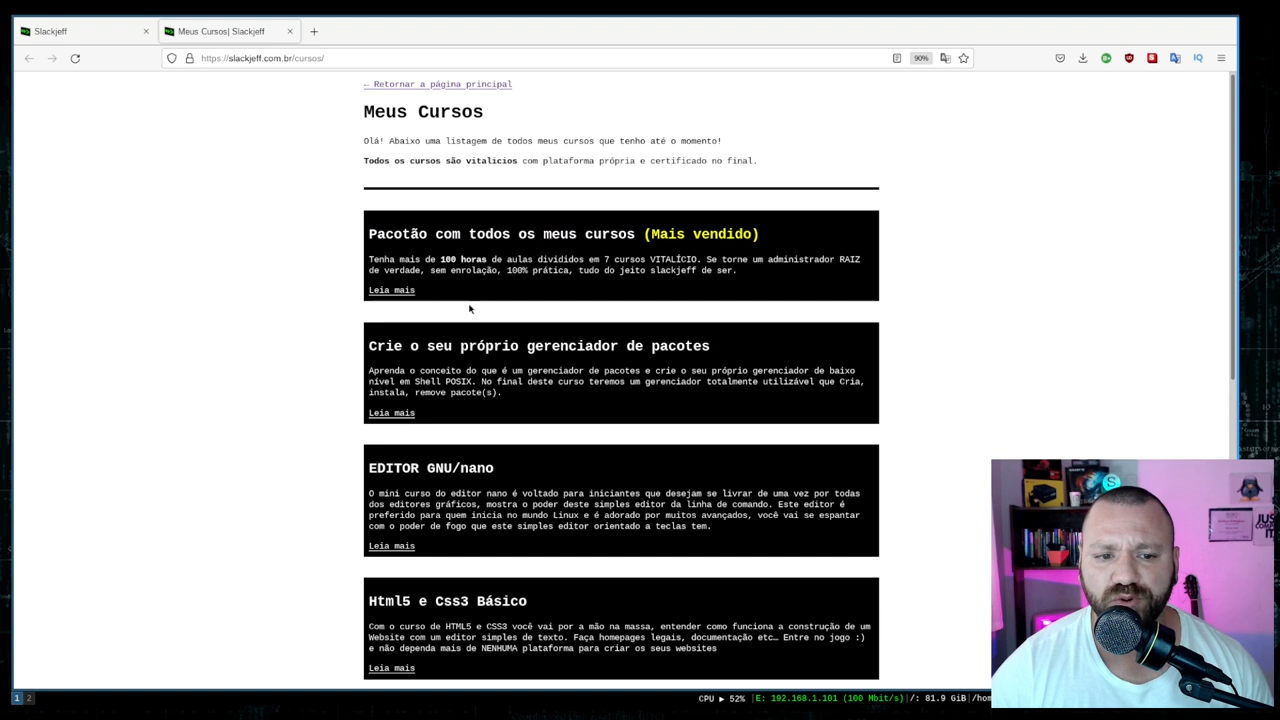 Slackjeff
Meus Cursos| Slackjeff
https://slackjeff.com.br/cursos/
90%
← Retornar a página principal
Meus Cursos
Olá! Abaixo uma listagem de todos meus cursos que tenho até o momento!
Todos os cursos são vitalícios com plataforma própria e certificado no final.
Pacotão com todos os meus cursos (Mais vendido)
Tenha mais de 100 horas de aulas divididos em 7 cursos VITALÍCIO. Se torne um administrador RAIZ
de verdade, sem enrolação, 100% prática, tudo do jeito slackjeff de ser.
Leia mais
Crie o seu próprio gerenciador de pacotes
Aprenda o conceito do que é um gerenciador de pacotes e crie o seu próprio gerenciador de baixo
nível em Shell POSIX. No final deste curso teremos um gerenciador totalmente utilizável que Cria,
instala, remove pacote(s).
Leia mais
EDITOR GNU/nano
O mini curso do editor nano é voltado para iniciantes que desejam se livrar de uma vez por todas
dos editores gráficos, mostra o poder deste simples editor da linha de comando. Este editor é
preferido para quem inicia no mundo Linux e e é adorado por muitos avançados, você vai se espantar
com o poder de fogo que este simples editor orientado a teclas tem.
Leia mais
Html5 e Css3 Básico
Com o curso de HTML5 e CSS3 você vai por a mão na massa, entender como funciona a construção de um
Website com um editor simples de texto. Faça homepages legais, documentação etc… Entre no jogo :)
e não dependa mais de NENHUMA plataforma para criar os seus websites
Leia mais
1 2
CPU ▶ 52% |E: 192.168.1.101 (100 Mbit/s)|/: 81.9 GiB|/hom